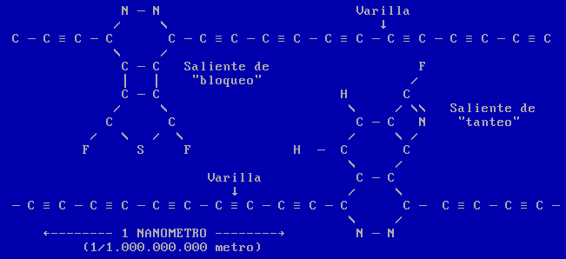 N — N Varilla
C — C ≡ C — C C — C ≡ C — C ≡ C — C ≡ C — C ≡ C — C ≡ C — C ≡ C
C — C Saliente de F
"bloqueo"
C — C H C Saliente de
C C C — C N "tanteo"
F S F H — C C
Varilla C — C
— C ≡ C — C ≡ C — C ≡ C — C ≡ C — C ≡ C — C C — C ≡ C — C ≡ C —
←-------- 1 NANOMETRO --------→ N — N
(1/1.000.000.000 metro)